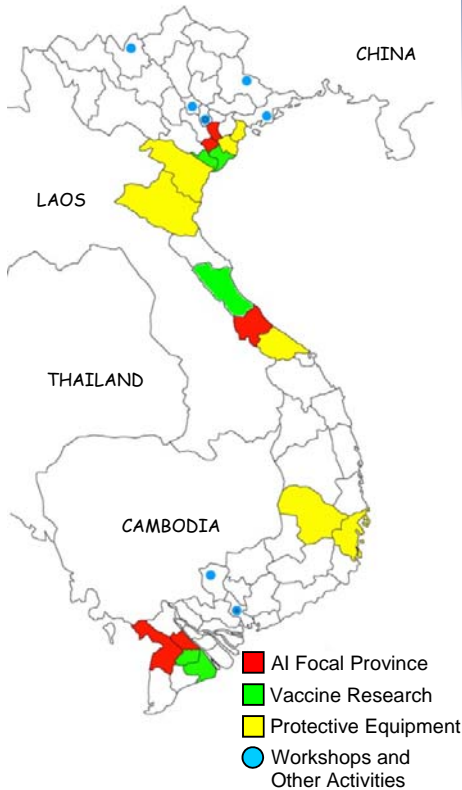 CHINA
LAOS
THAILAND
CAMBODIA
AI Focal Province
Vaccine Research
Protective Equipment
Workshops and
Other Activities